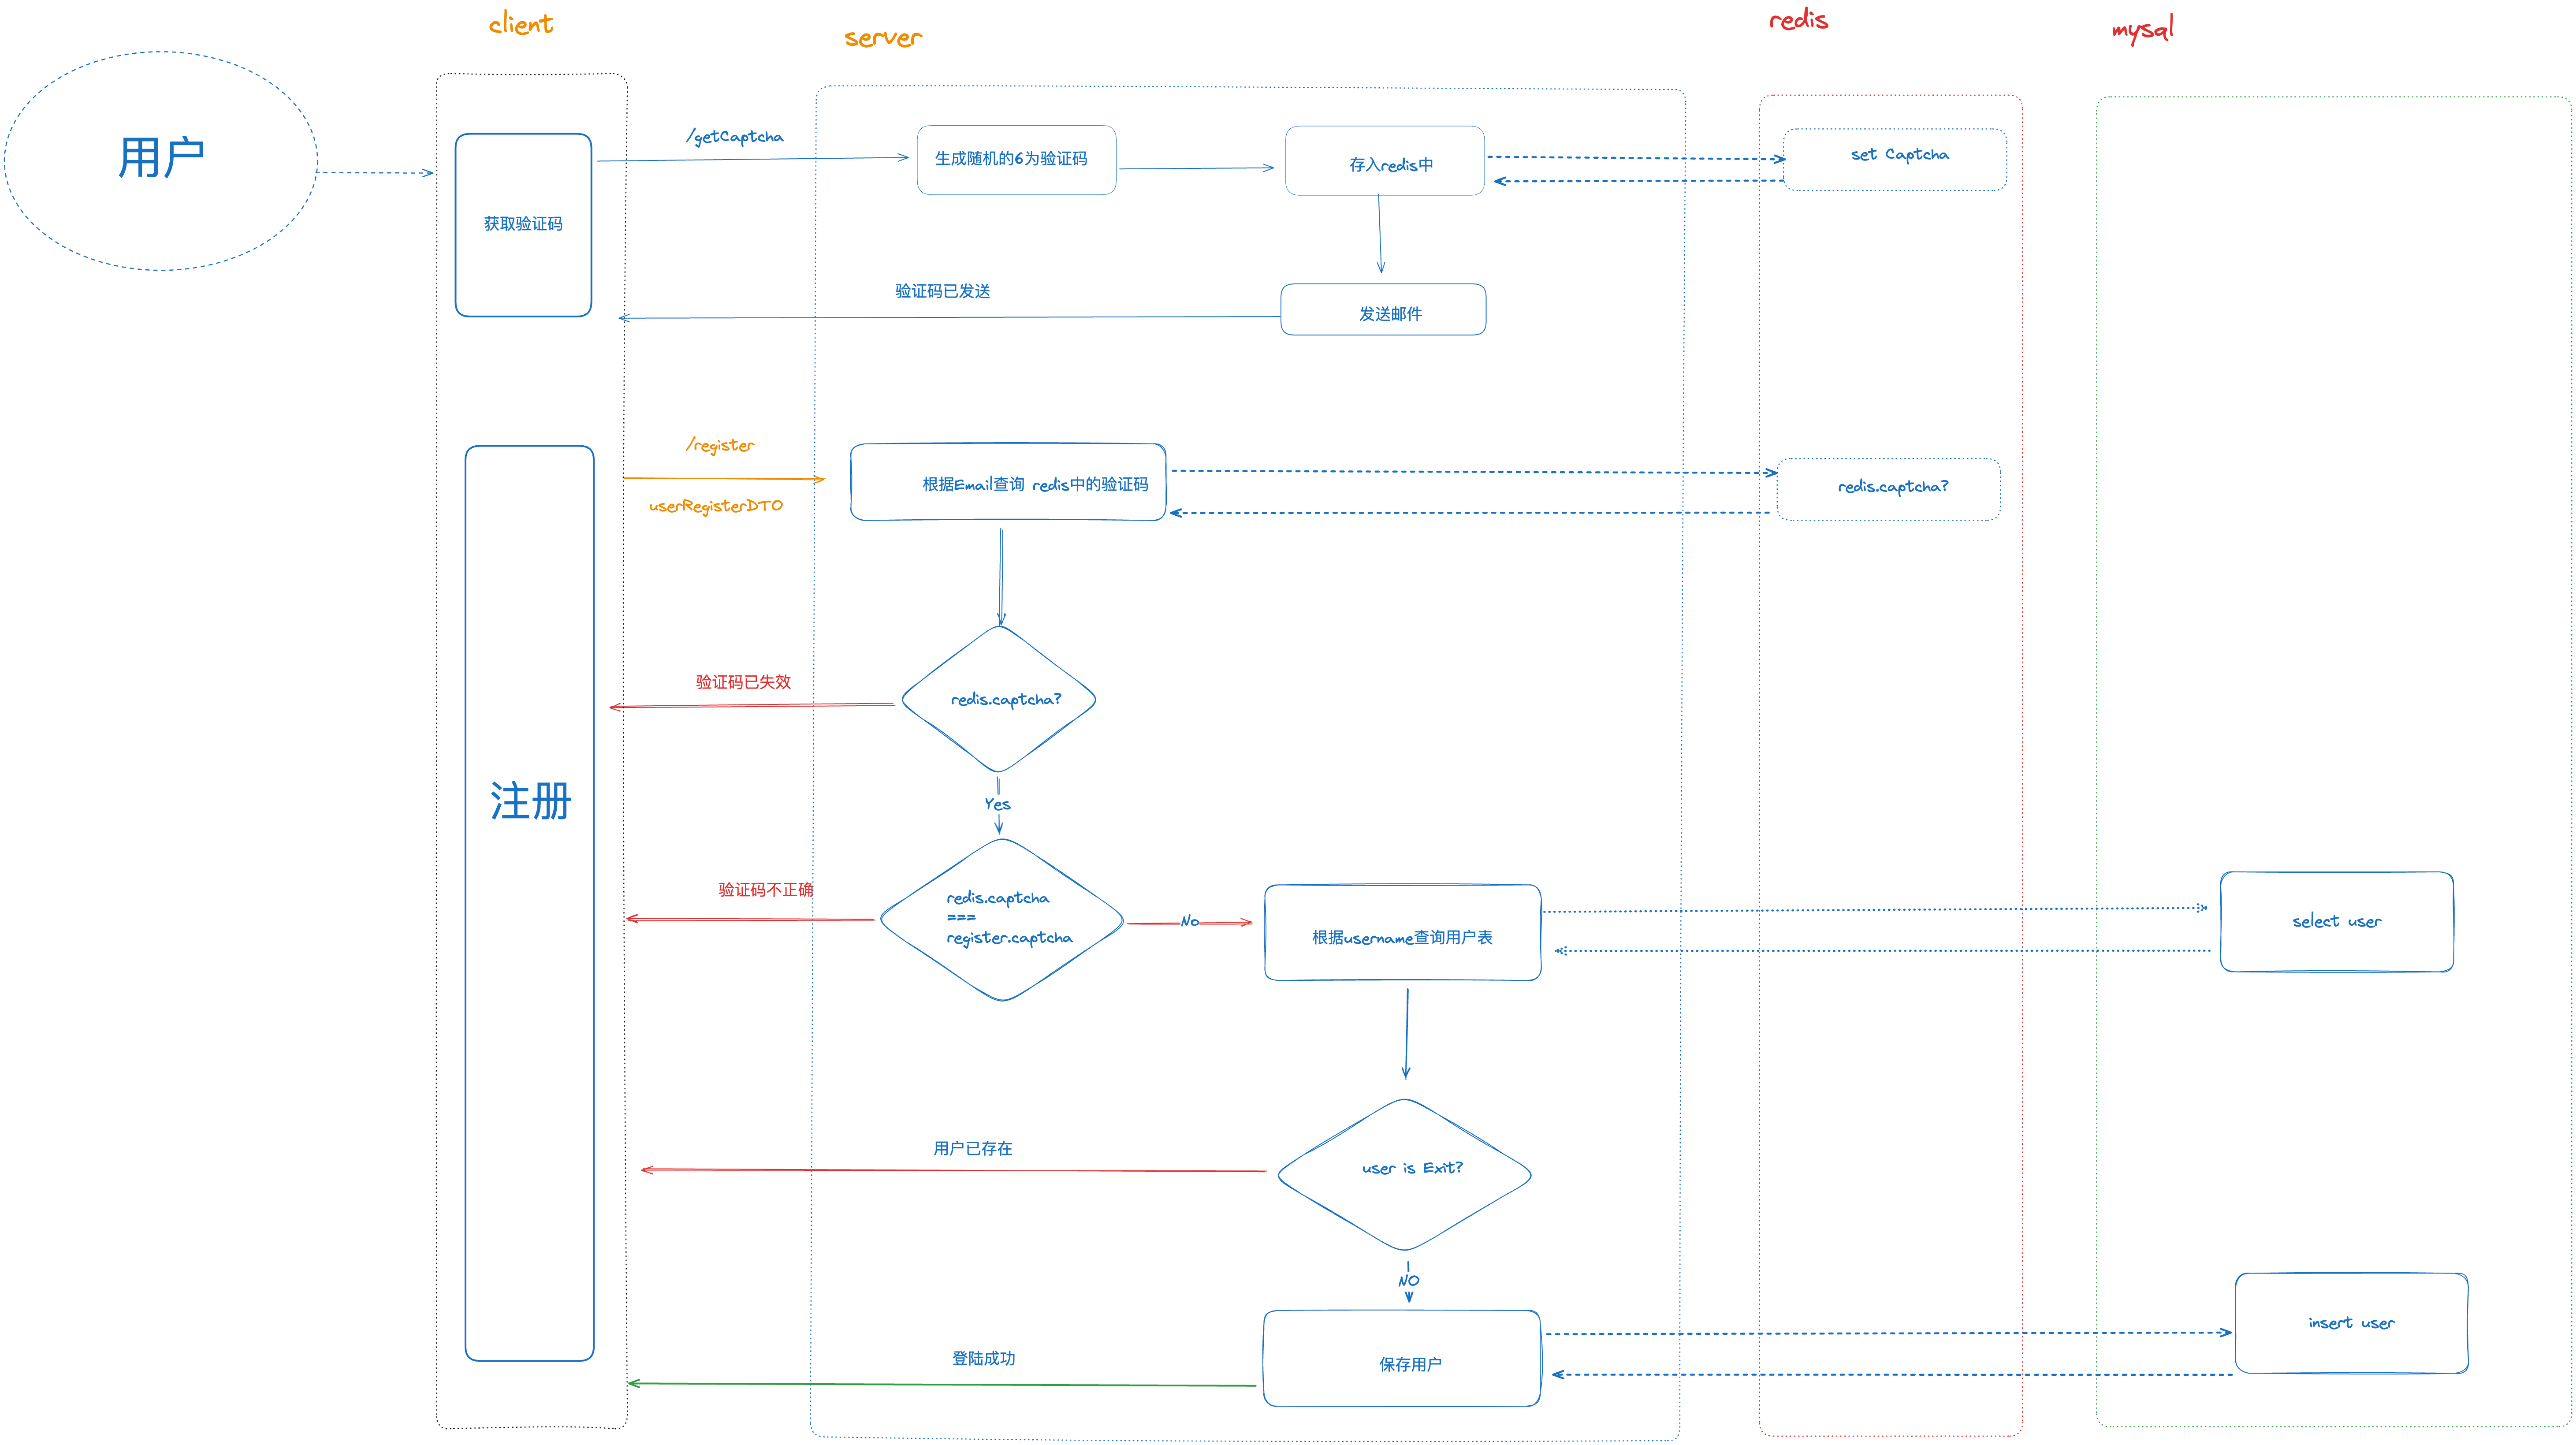 client
server
redis
mysql
用户
获取验证码
/getCaptcha
生成随机的6为验证码
存入redis中
set Captcha
验证码已发送
发送邮件
注册
/register
userRegisterDTO
根据Email查询 redis中的验证码
redis.captcha?
验证码已失效
redis.captcha?
Yes
验证码不正确
redis.captcha
===
register.captcha
No
根据username查询用户表
select user
用户已存在
user is Exit?
NO
登陆成功
保存用户
insert user